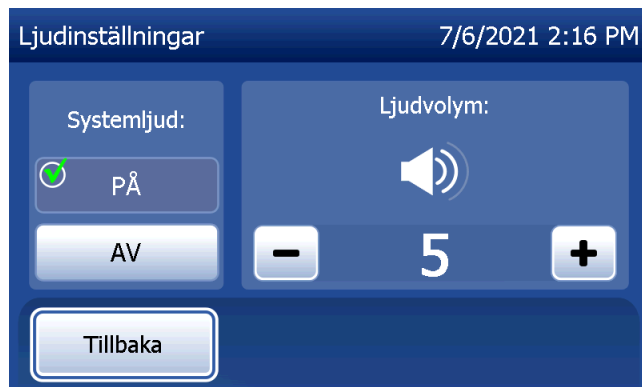 Ljudinställningar 7/6/2021 2:16 PM
Systemljud:
PÅ
AV
Ljudvolym:
5
Tillbaka